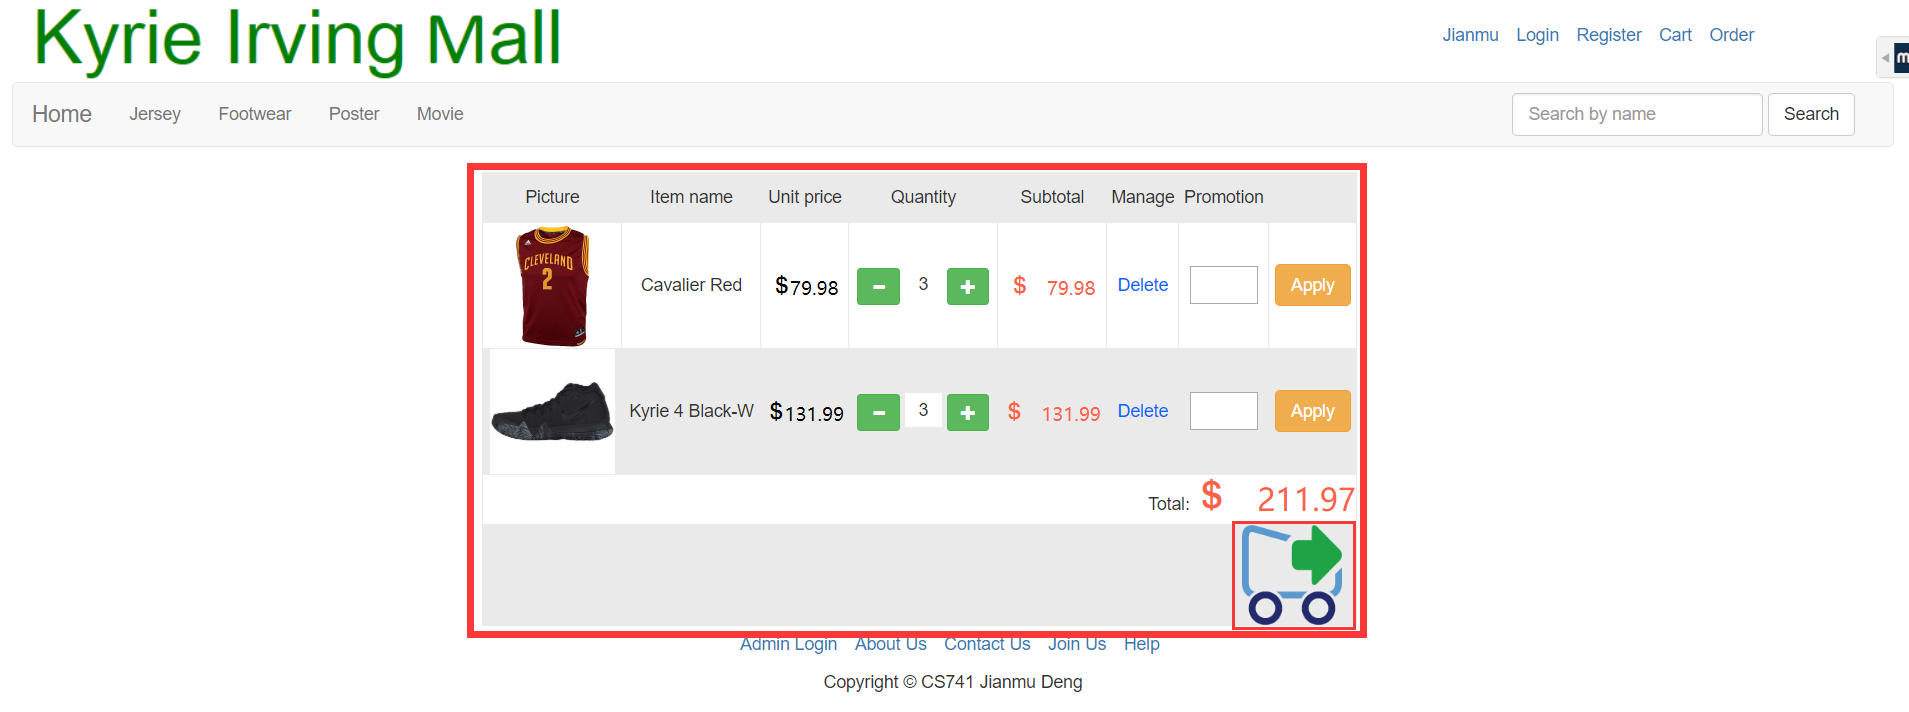 Kyrie Irving Mall
Jianmu Login Register Cart Order
m
Home Jersey Footwear Poster Movie Search by name Search
Picture Item name Unit price Quantity Subtotal Manage Promotion
CLEVELAND
2
Cavalier Red $79.98 − 3 + $ 79.98 Delete Apply
Kyrie 4 Black-W $131.99 − 3 + $ 131.99 Delete Apply
Total: $ 211.97
Admin Login About Us Contact Us Join Us Help
Copyright © CS741 Jianmu Deng